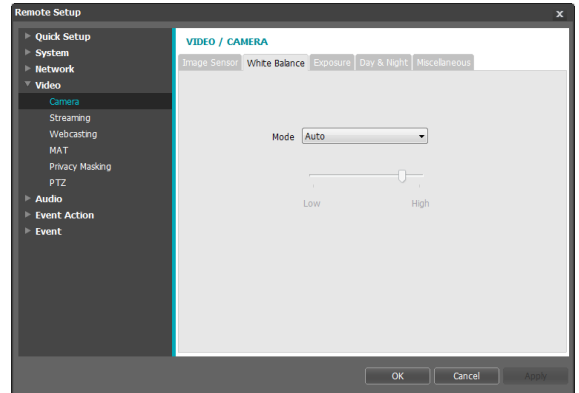 Remote Setup
x
Quick Setup
System
Network
Video
Camera
Streaming
Webcasting
MAT
Privacy Masking
PTZ
Audio
Event Action
Event
VIDEO / CAMERA
Image Sensor White Balance Exposure Day & Night Miscellaneous
Mode Auto
Low High
OK Cancel Apply